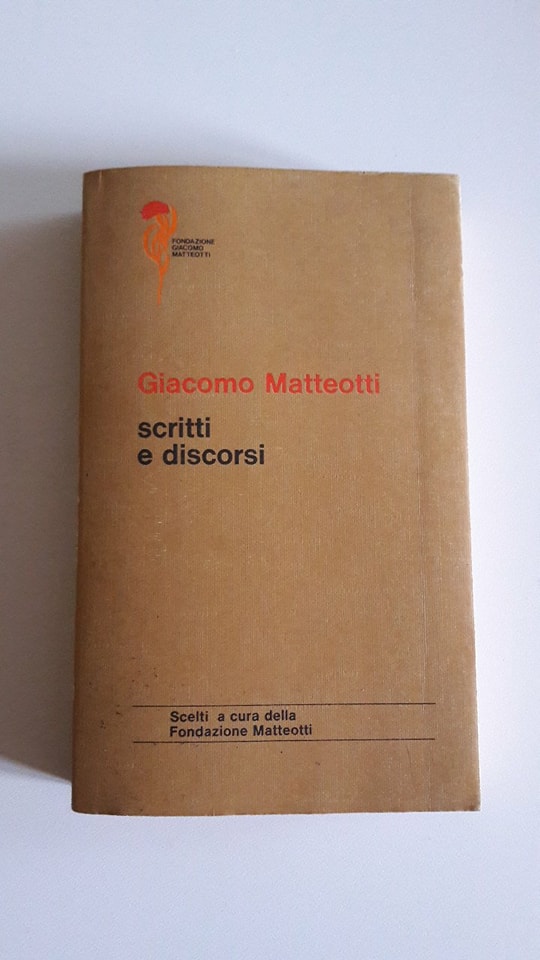 FONDAZIONE
GIACOMO
MATTEOTTI
Giacomo Matteotti
scritti
e discorsi
Scelti a cura della
Fondazione Matteotti